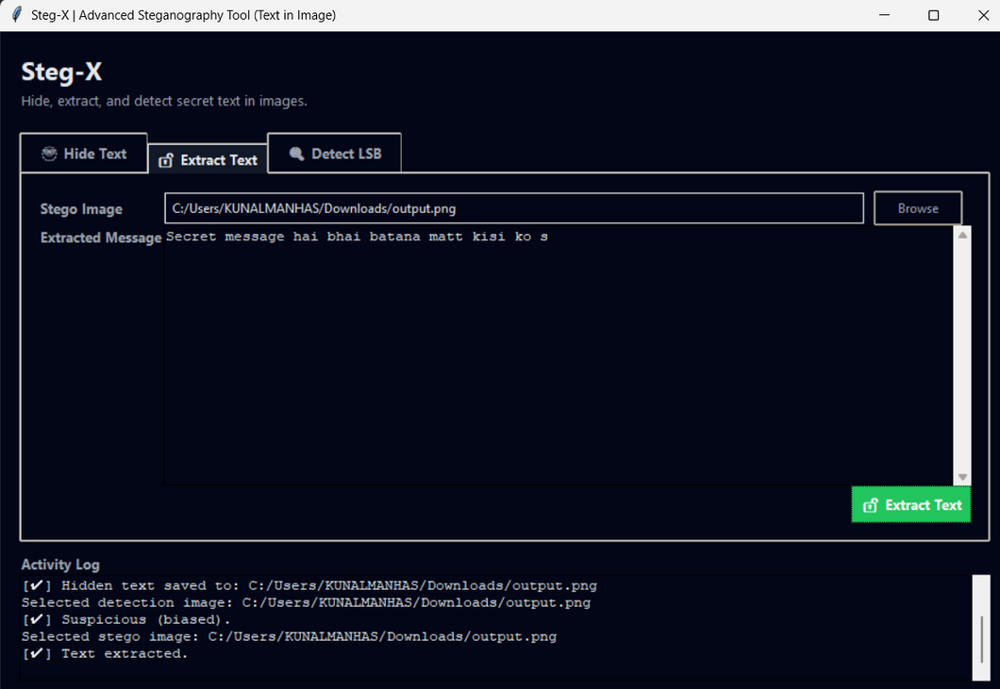 Steg-X | Advanced Steganography Tool (Text in Image)
Steg-X
Hide, extract, and detect secret text in images.
Hide Text
Extract Text
Detect LSB
Stego Image
C:/Users/KUNALMANHAS/Downloads/output.png
Browse
Extracted Message
Secret message hai bhai batana matt kisi ko s
Extract Text
Activity Log
[✔] Hidden text saved to: C:/Users/KUNALMANHAS/Downloads/output.png
Selected detection image: C:/Users/KUNALMANHAS/Downloads/output.png
[✔] Suspicious (biased).
Selected stego image: C:/Users/KUNALMANHAS/Downloads/output.png
[✔] Text extracted.